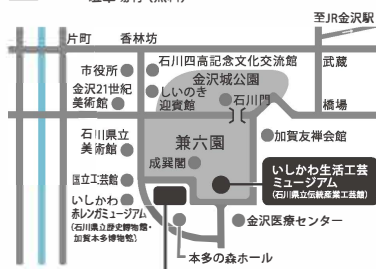 至JR金沢駅
片町
香林坊
市役所
石川四高記念文化交流館
武蔵
金沢城公園
金沢21世紀
美術館
しいのき
迎賓館
石川門
橋場
石川県立
美術館
兼六園
加賀友禅会館
成巽閣
国立工芸館
いしかわ生活工芸
ミュージアム
(石川県立伝統産業工芸館)
いしかわ
赤レンガミュージアム
(石川県立歴史博物館・
加賀本多博物館)
金沢医療センター
本多の森ホール